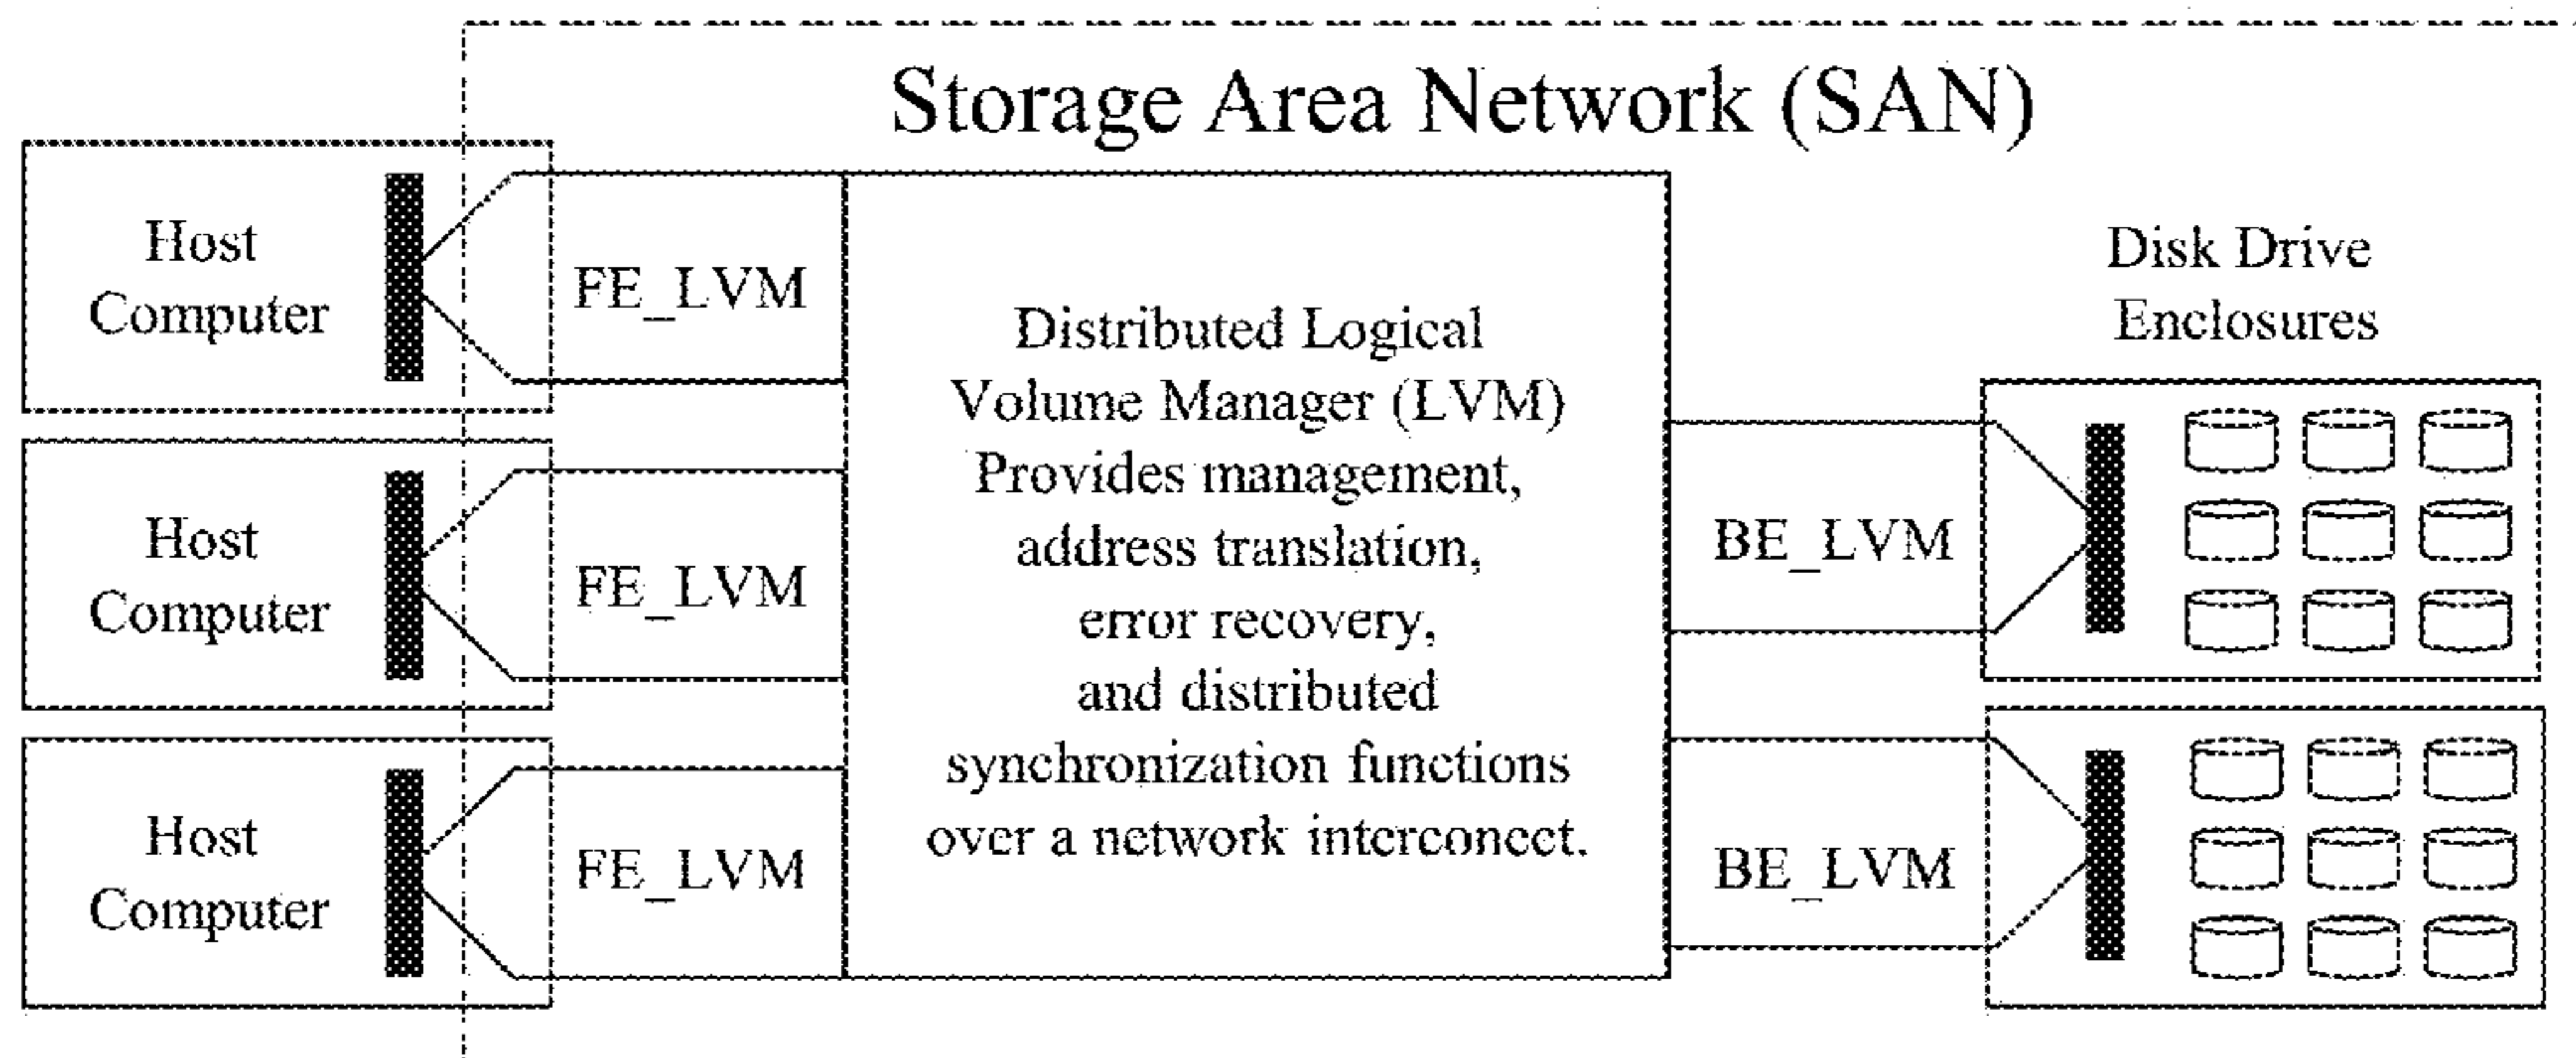 Storage Area Network (SAN)
Host
Computer
FE_LVM
Host
Computer
FE_LVM
Host
Computer
FE_LVM
Distributed Logical
Volume Manager (LVM)
Provides management,
address translation,
error recovery,
and distributed
synchronization functions
over a network interconect.
Disk Drive
Enclosures
BE_LVM
BE_LVM